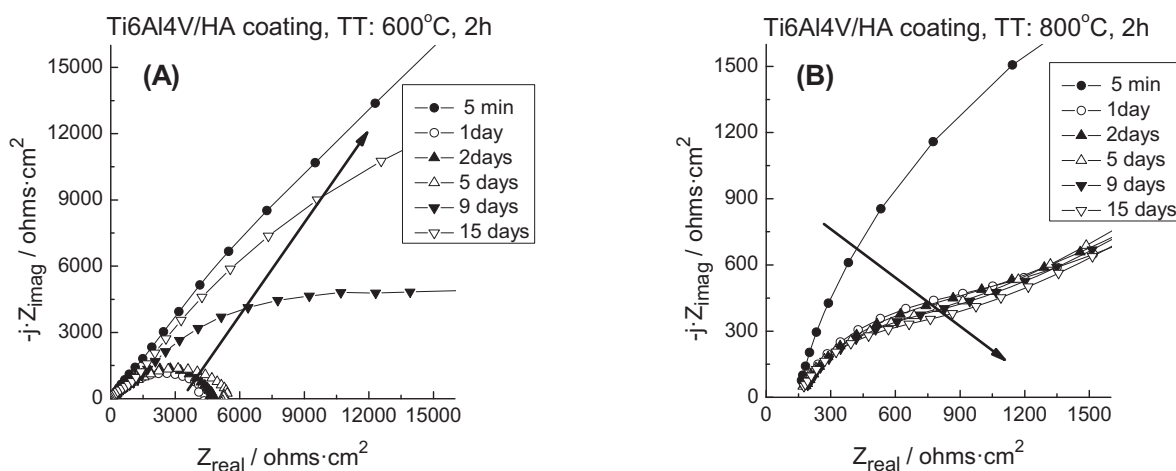 Ti6Al4V/HA coating, TT: 600°C, 2h
(A)
15000
12000
9000
6000
3000
0
-j·Z_imag / ohms·cm²
5 min
1day
2days
5 days
9 days
15 days
0 3000 6000 9000 12000 15000
Z_real / ohms·cm²
Ti6Al4V/HA coating, TT: 800°C, 2h
(B)
1500
1200
900
600
300
0
-j·Z_imag / ohms·cm²
5 min
1day
2days
5 days
9 days
15 days
0 300 600 900 1200 1500
Z_real / ohms·cm²